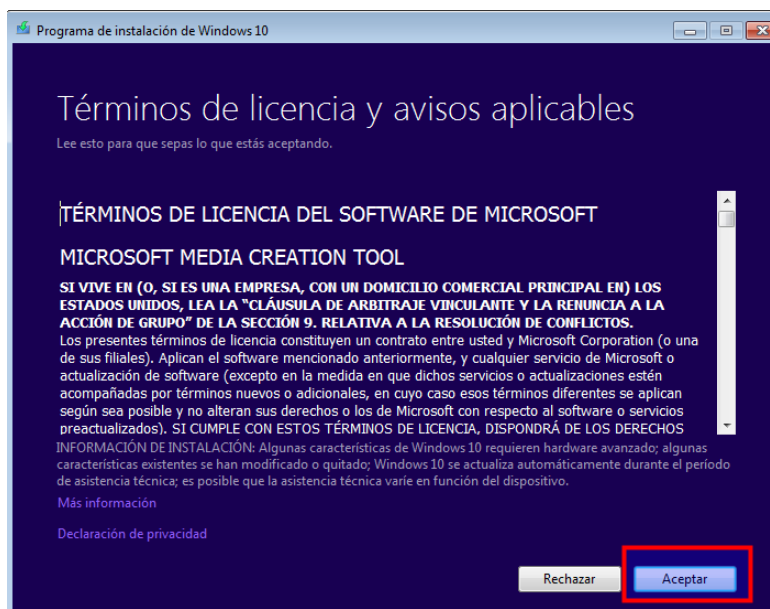 Programa de instalación de Windows 10
Términos de licencia y avisos aplicables
Lee esto para que sepas lo que estás aceptando.
TÉRMINOS DE LICENCIA DEL SOFTWARE DE MICROSOFT
MICROSOFT MEDIA CREATION TOOL
SI VIVE EN (O, SI ES UNA EMPRESA, CON UN DOMICILIO COMERCIAL PRINCIPAL EN) LOS
ESTADOS UNIDOS, LEA LA “CLÁUSULA DE ARBITRAJE VINCULANTE Y LA RENUNCIA A LA
ACCIÓN DE GRUPO” DE LA SECCIÓN 9. RELATIVA A LA RESOLUCIÓN DE CONFLICTOS.
Los presentes términos de licencia constituyen un contrato entre usted y Microsoft Corporation (o una
de sus filiales). Aplican el software mencionado anteriormente, y cualquier servicio de Microsoft o
actualización de software (excepto en la medida en que dichos servicios o actualizaciones estén
acompañadas por términos nuevos o adicionales, en cuyo caso esos términos diferentes se aplican
según sea posible y no alteran sus derechos o los de Microsoft con respecto al software o servicios
preactualizados). SI CUMPLE CON ESTOS TÉRMINOS DE LICENCIA, DISPONDRÁ DE LOS DERECHOS
INFORMACIÓN DE INSTALACIÓN: Algunas características de Windows 10 requieren hardware avanzado; algunas
características existentes se han modificado o quitado; Windows 10 se actualiza automáticamente durante el período
de asistencia técnica; es posible que la asistencia técnica varíe en función del dispositivo.
Más información
Declaración de privacidad
Rechazar
Aceptar